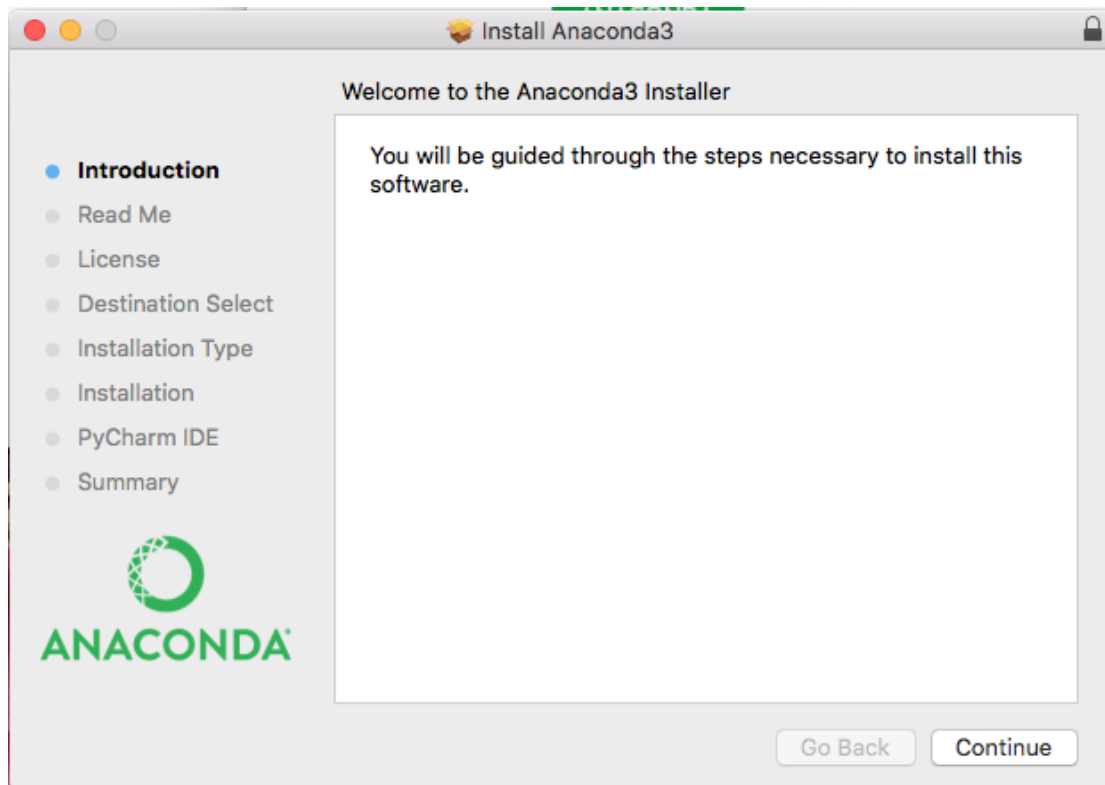 Install Anaconda3
Welcome to the Anaconda3 Installer
Introduction
Read Me
License
Destination Select
Installation Type
Installation
PyCharm IDE
Summary
ANACONDA
You will be guided through the steps necessary to install this
software.
Go Back
Continue